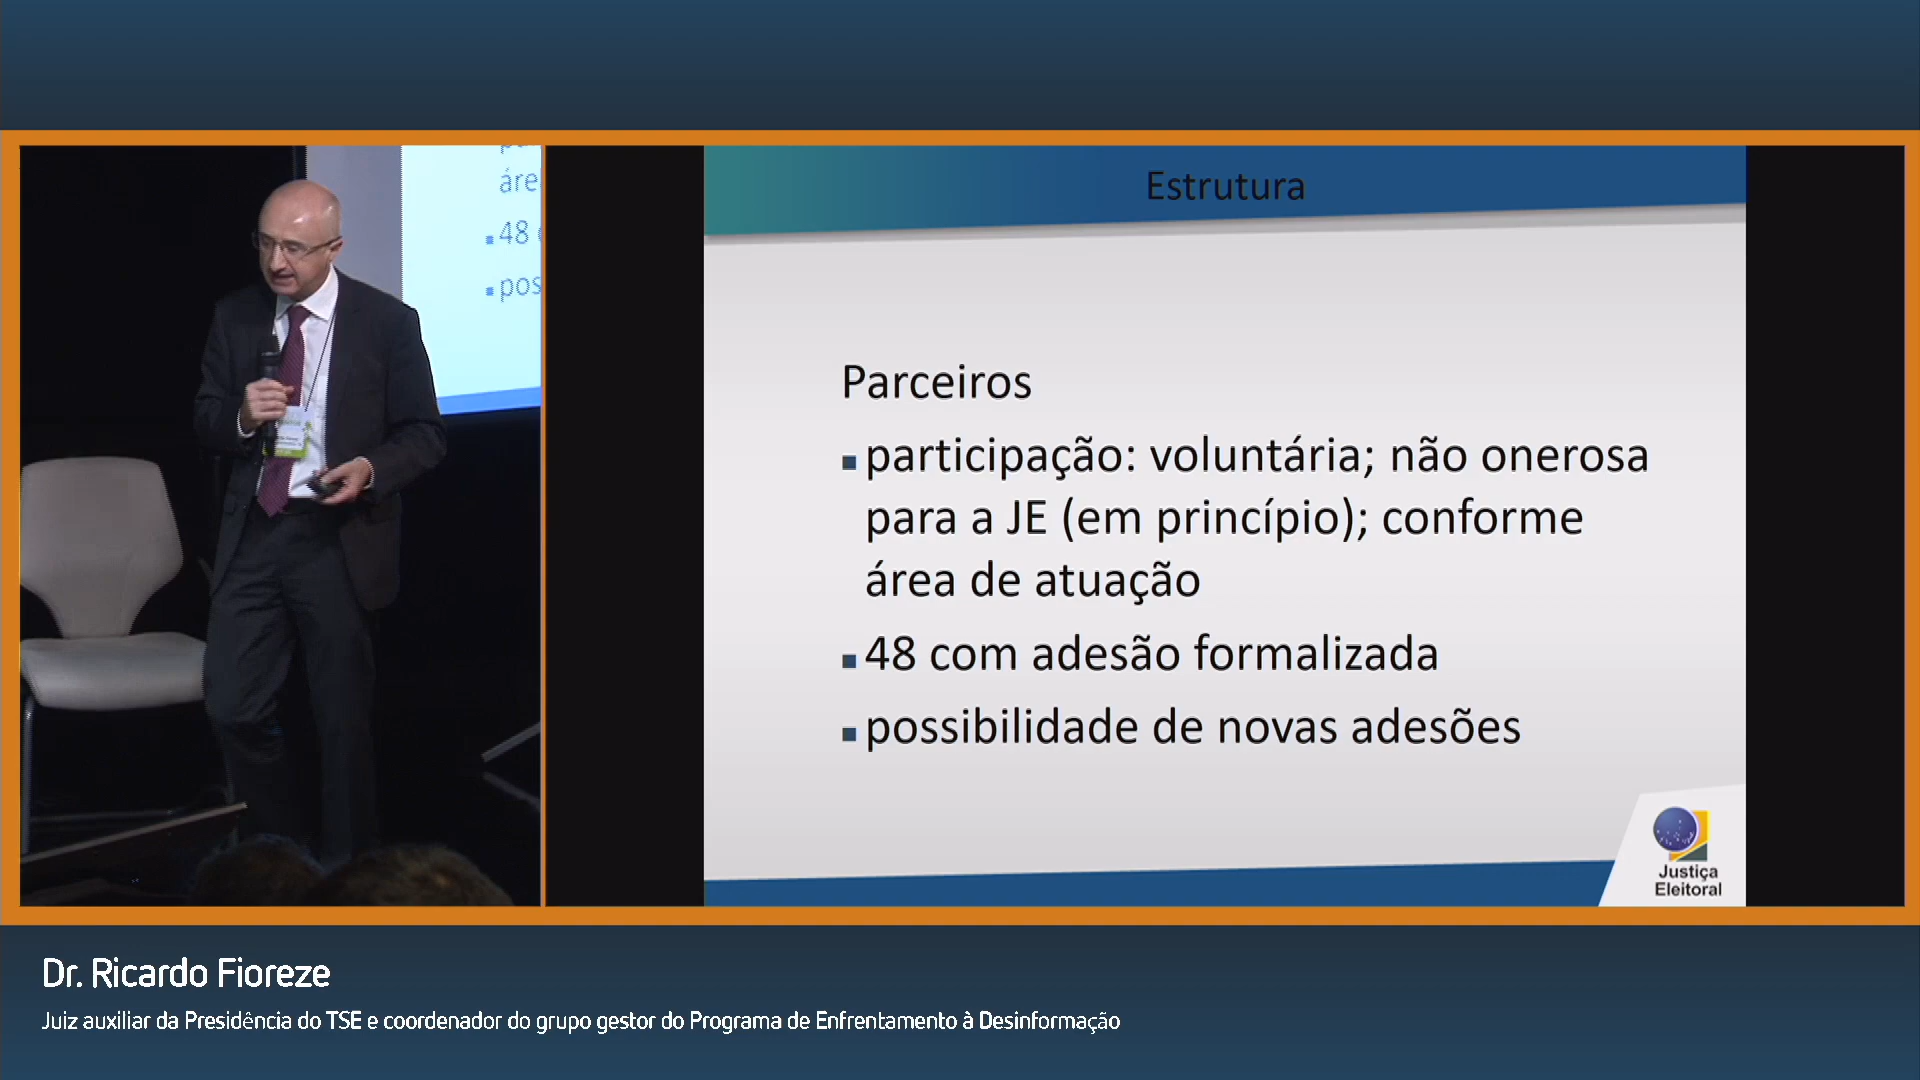 áre
48
pos
Estrutura
Parceiros
participação: voluntária; não onerosa
para a JE (em princípio); conforme
área de atuação
48 com adesão formalizada
possibilidade de novas adesões
Justiça
Eleitoral
Dr. Ricardo Fioreze
Juiz auxiliar da Presidência do TSE e coordenador do grupo gestor do Programa de Enfrentamento à Desinformação